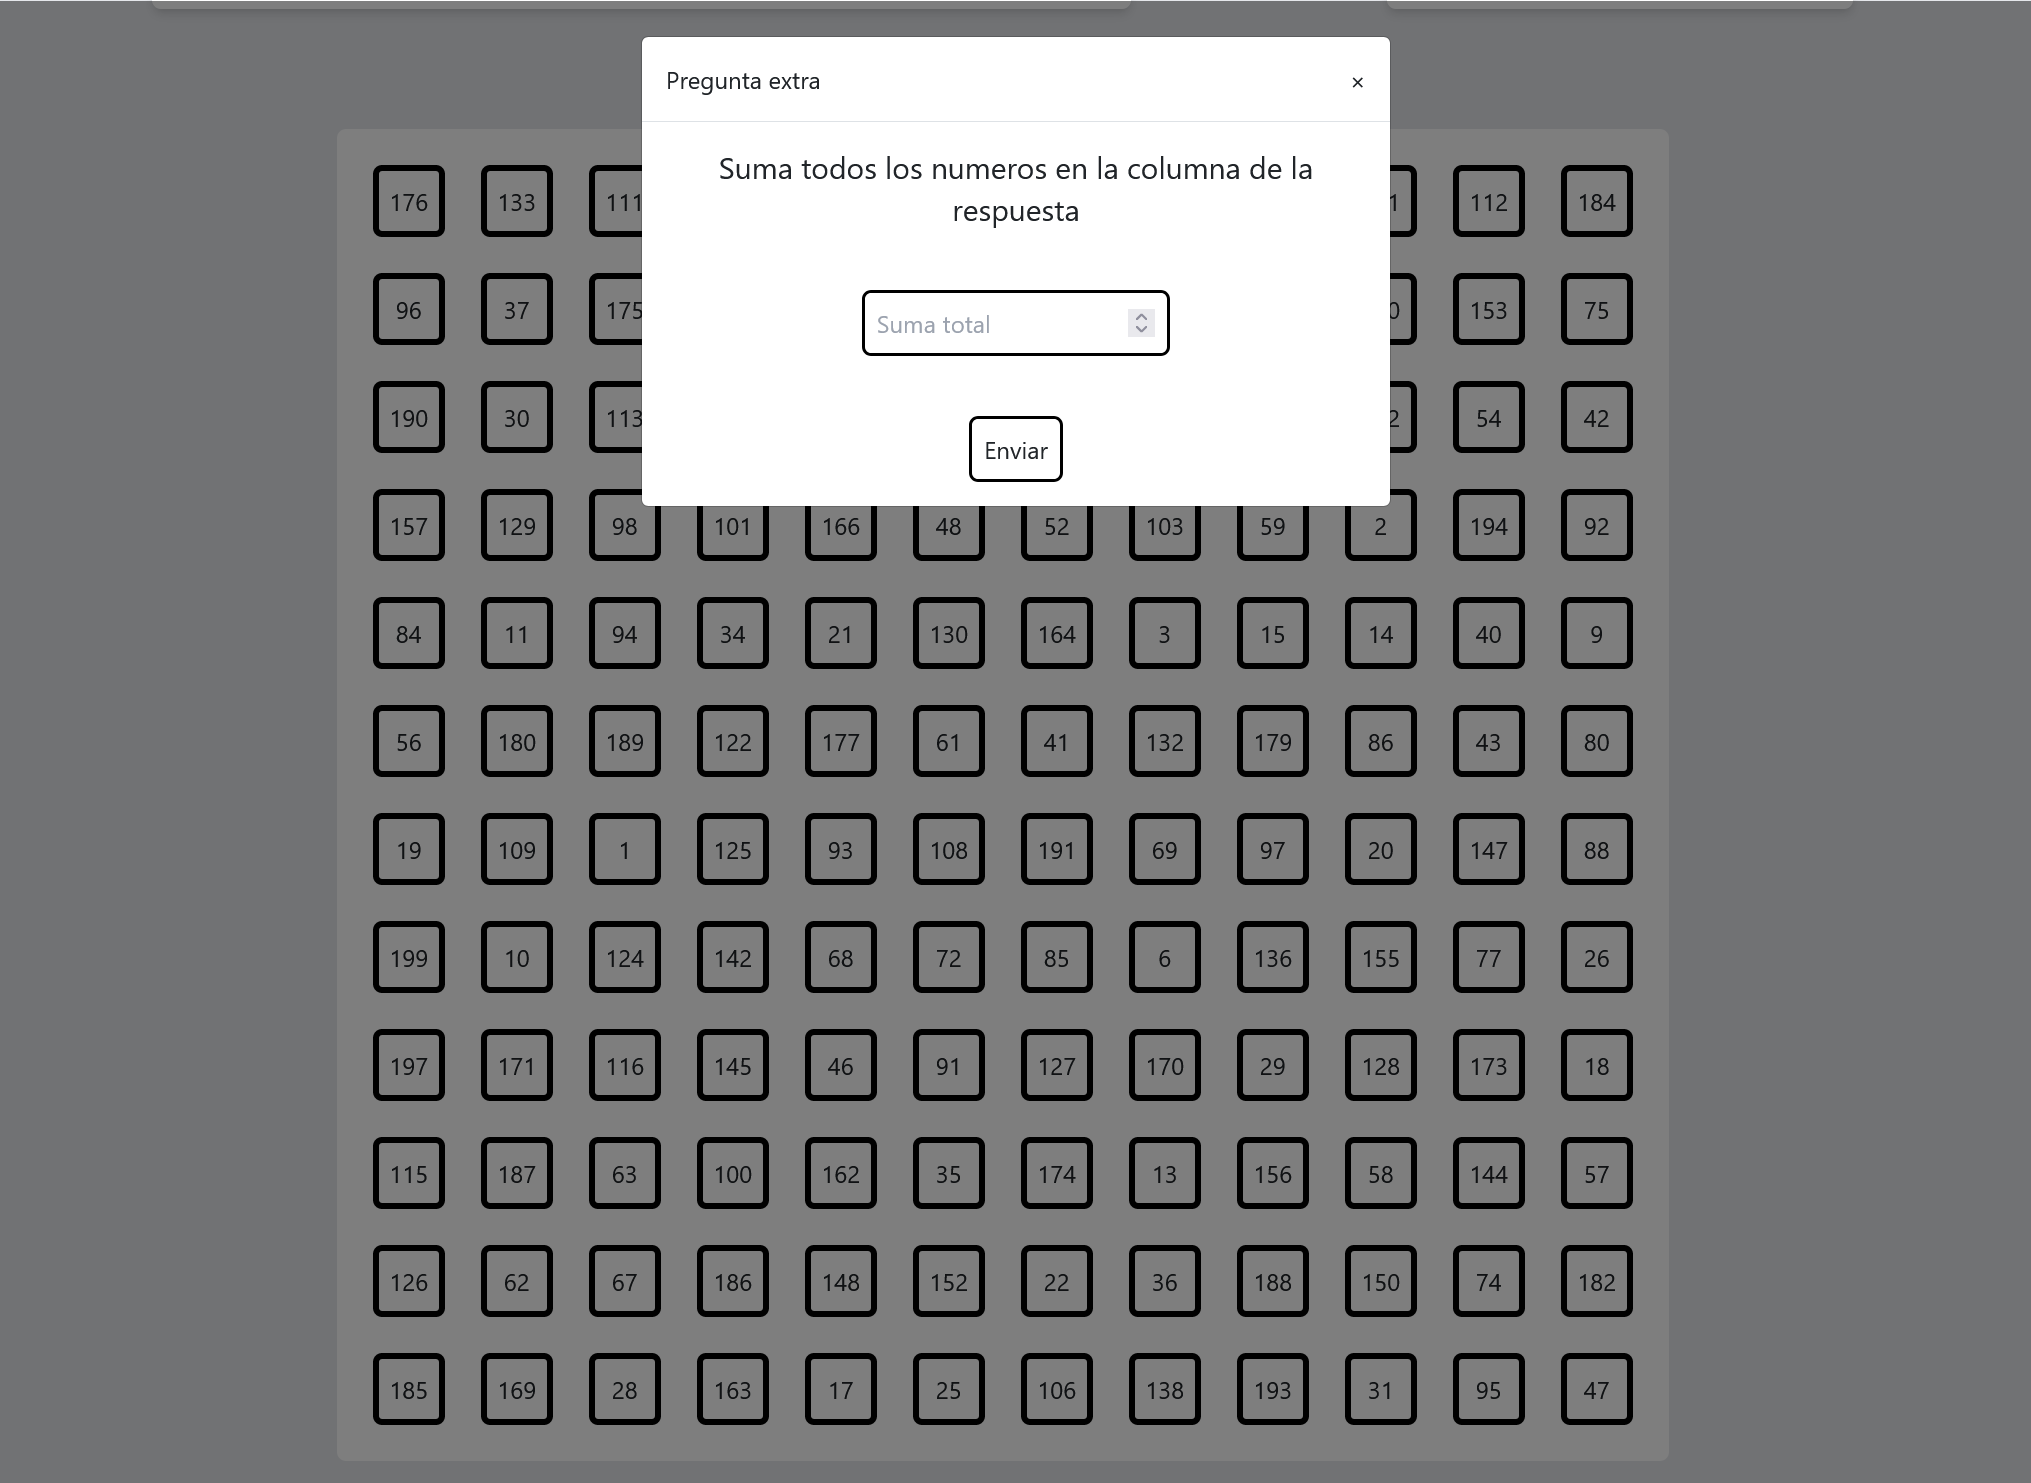 Pregunta extra ×
Suma todos los numeros en la columna de la
respuesta
Suma total
Enviar
176 133 111 112 184
96 37 175 153 75
190 30 113 54 42
157 129 98 101 166 48 52 103 59 2 194 92
84 11 94 34 21 130 164 3 15 14 40 9
56 180 189 122 177 61 41 132 179 86 43 80
19 109 1 125 93 108 191 69 97 20 147 88
199 10 124 142 68 72 85 6 136 155 77 26
197 171 116 145 46 91 127 170 29 128 173 18
115 187 63 100 162 35 174 13 156 58 144 57
126 62 67 186 148 152 22 36 188 150 74 182
185 169 28 163 17 25 106 138 193 31 95 47